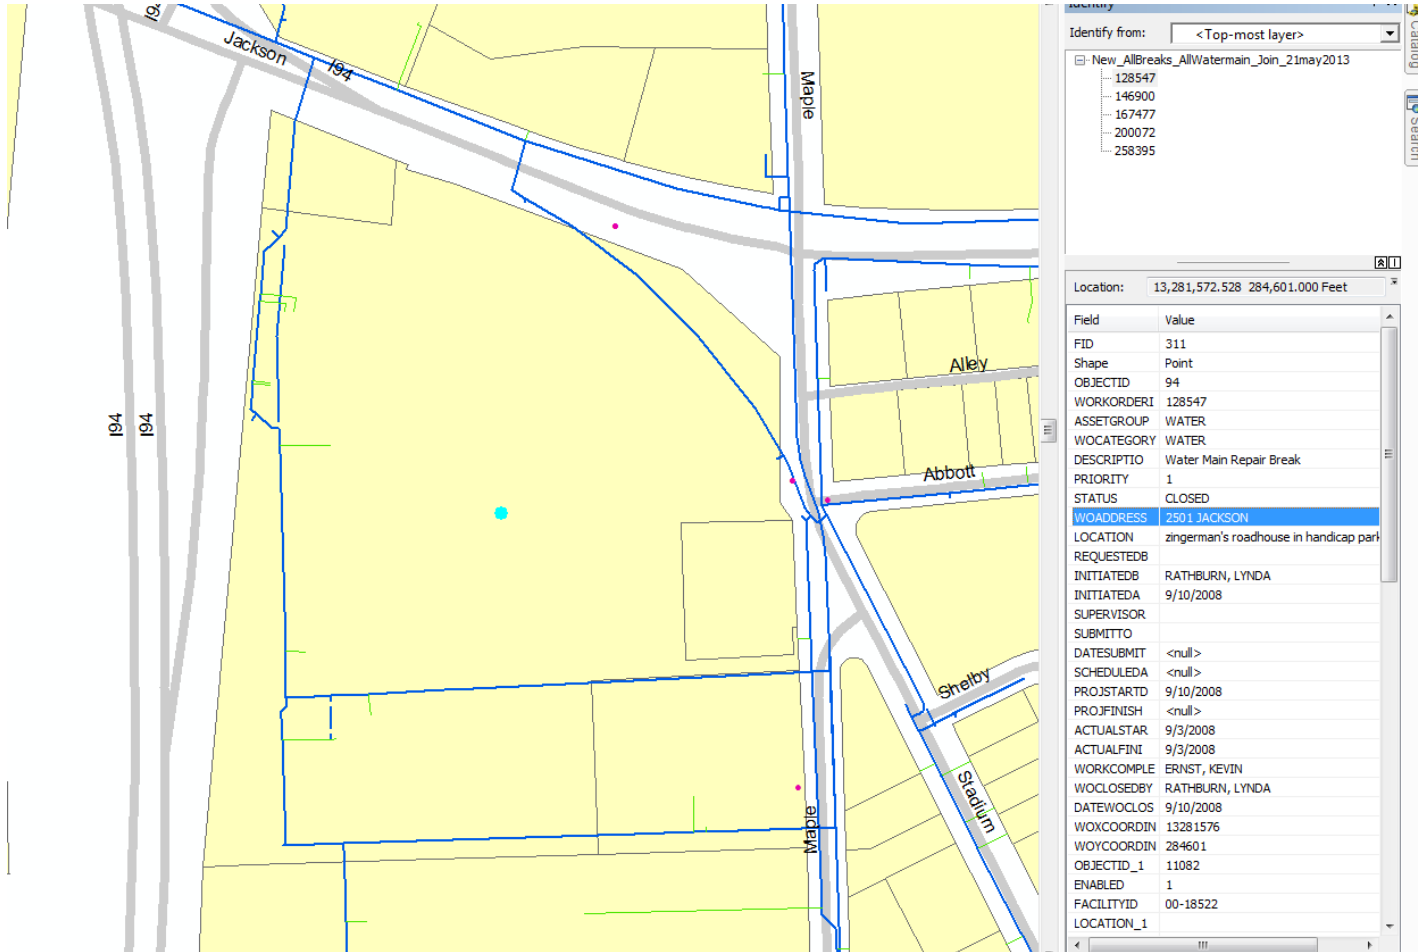 Identify
Identify from:
<Top-most layer>
New_AllBreaks_AllWatermain_Join_21may2013
128547
146900
167477
200072
258395
Catalog
Search
Location:
13,281,572.528 284,601.000 Feet
Field Value
FID 311
Shape Point
OBJECTID 94
WORKORDERI 128547
ASSETGROUP WATER
WOCATEGORY WATER
DESCRIPTIO Water Main Repair Break
PRIORITY 1
STATUS CLOSED
WOADDRESS 2501 JACKSON
LOCATION zingerman's roadhouse in handicap park
REQUESTEDB
INITIATEDB RATHBURN, LYNDA
INITIATEDA 9/10/2008
SUPERVISOR
SUBMITTO
DATESUBMIT <null>
SCHEDULEDA <null>
PROJSTARTD 9/10/2008
PROJFINISH <null>
ACTUALSTAR 9/3/2008
ACTUALFINI 9/3/2008
WORKCOMPLE ERNST, KEVIN
WOCLOSEDBY RATHBURN, LYNDA
DATEWOCLOS 9/10/2008
WOXCOORDIN 13281576
WOYCOORDIN 284601
OBJECTID_1 11082
ENABLED 1
FACILITYID 00-18522
LOCATION_1
I94
Jackson
I94
Maple
Alley
I94
I94
Abbott
Shelby
Stadium
Maple